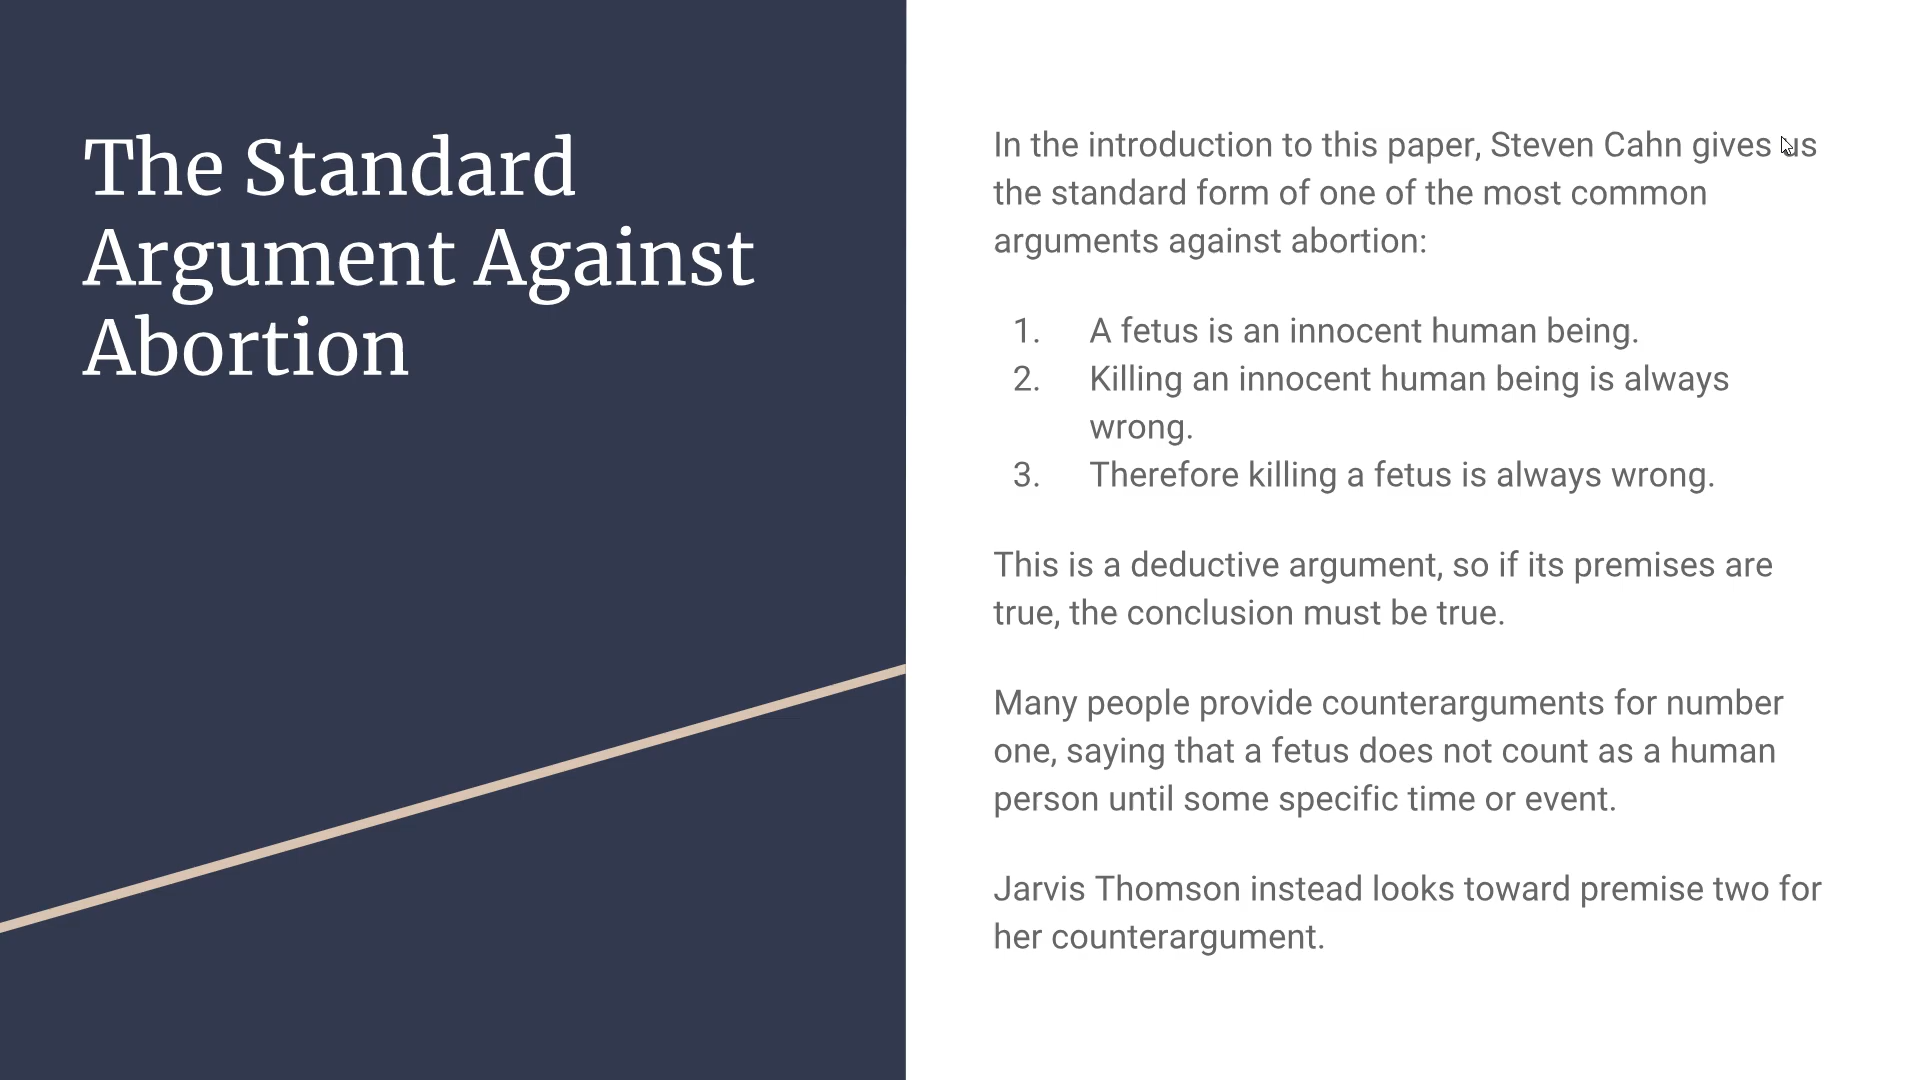 The Standard
Argument Against
Abortion
In the introduction to this paper, Steven Cahn gives us
the standard form of one of the most common
arguments against abortion:
1. A fetus is an innocent human being.
2. Killing an innocent human being is always
wrong.
3. Therefore killing a fetus is always wrong.
This is a deductive argument, so if its premises are
true, the conclusion must be true.
Many people provide counterarguments for number
one, saying that a fetus does not count as a human
person until some specific time or event.
Jarvis Thomson instead looks toward premise two for
her counterargument.